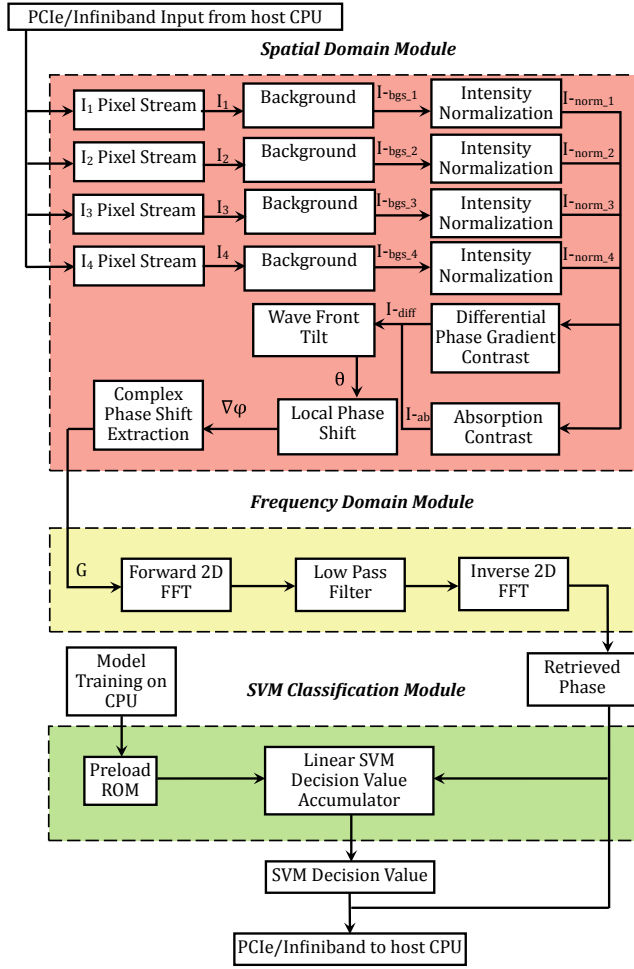 PCIe/Infiniband Input from host CPU
Spatial Domain Module
I₁ Pixel Stream
I₁
Background
I-bgs_1
Intensity
Normalization
I-norm_1
I₂ Pixel Stream
I₂
Background
I-bgs_2
Intensity
Normalization
I-norm_2
I₃ Pixel Stream
I₃
Background
I-bgs_3
Intensity
Normalization
I-norm_3
I₄ Pixel Stream
I₄
Background
I-bgs_4
Intensity
Normalization
I-norm_4
Wave Front
Tilt
I-diff
Differential
Phase Gradient
Contrast
θ
Complex
Phase Shift
Extraction
∇φ
Local Phase
Shift
I-ab
Absorption
Contrast
Frequency Domain Module
G
Forward 2D
FFT
Low Pass
Filter
Inverse 2D
FFT
Model
Training on
CPU
SVM Classification Module
Retrieved
Phase
Preload
ROM
Linear SVM
Decision Value
Accumulator
SVM Decision Value
PCIe/Infiniband to host CPU